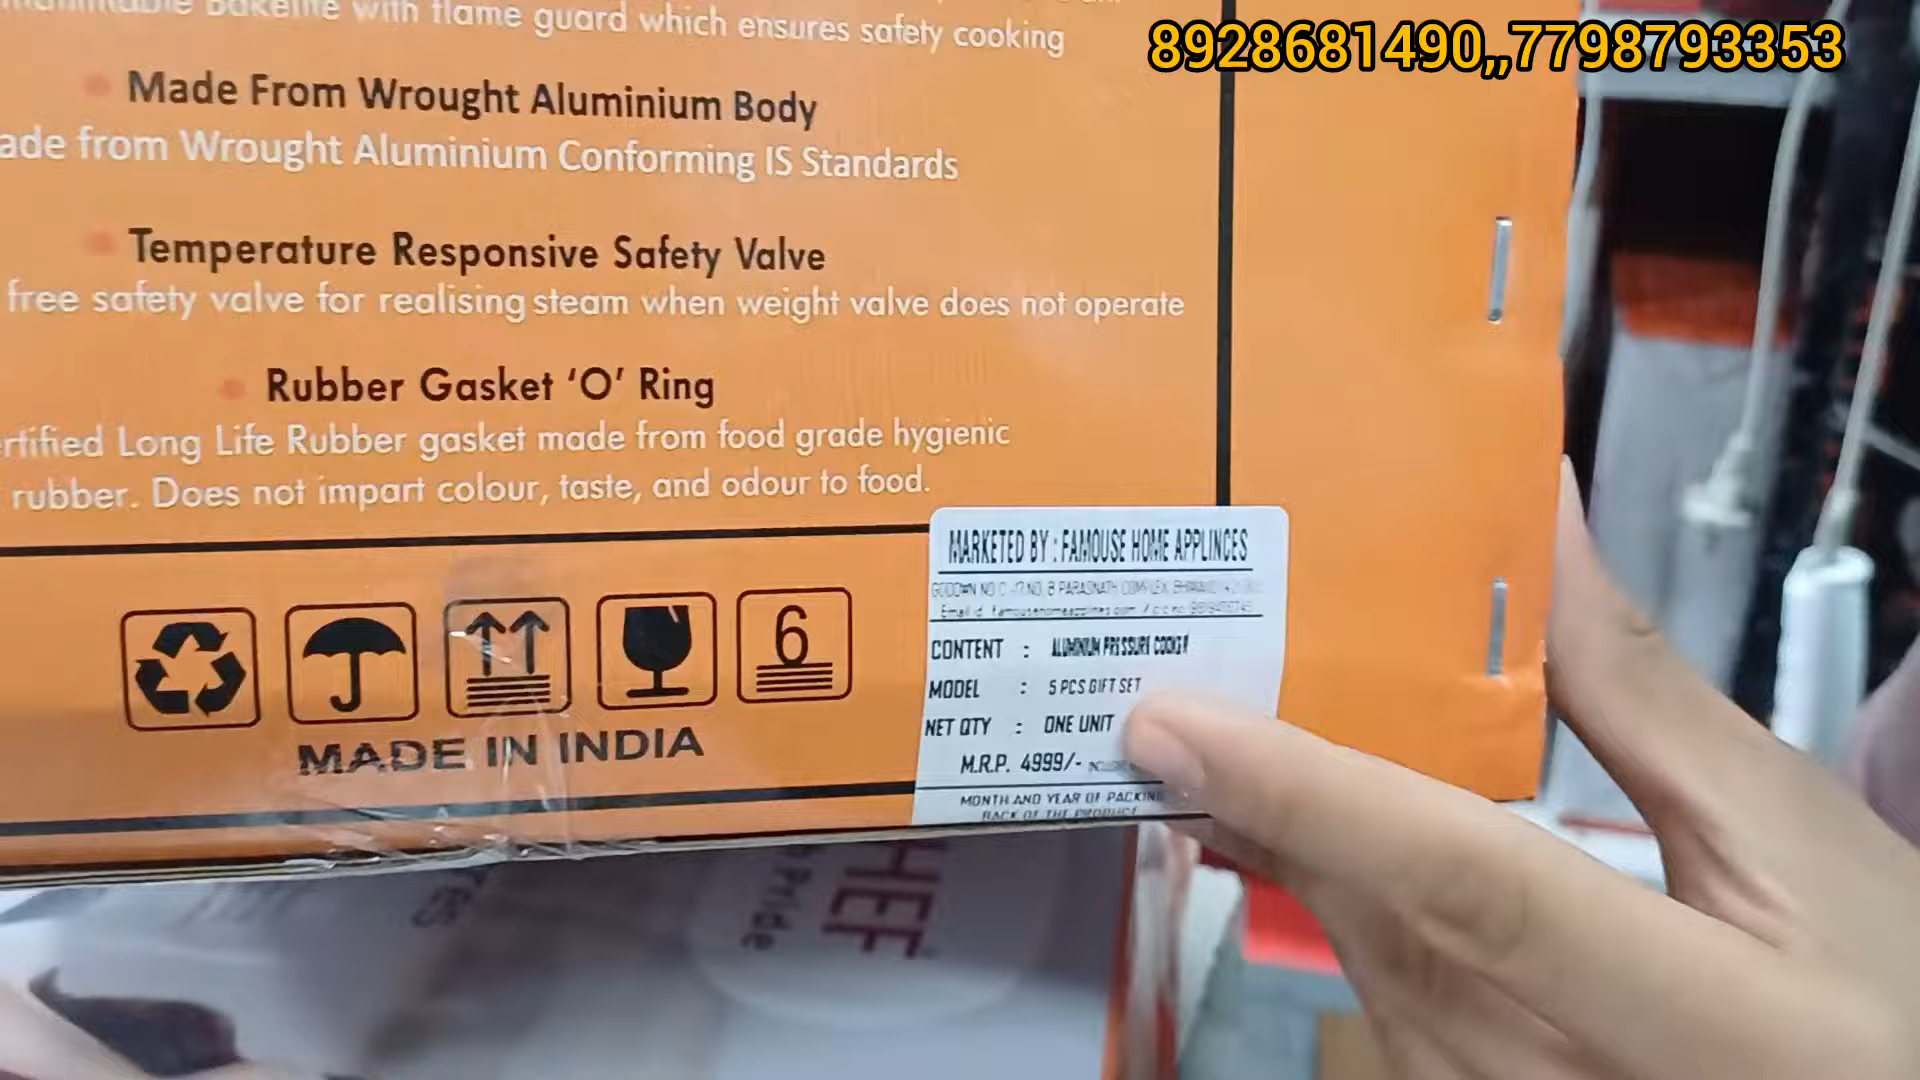 8928681490,,7798793353
Bakelite with flame guard which ensures safety cooking
Made From Wrought Aluminium Body
ade from Wrought Aluminium Conforming IS Standards
Temperature Responsive Safety Valve
free safety valve for realising steam when weight valve does not operate
Rubber Gasket ‘O’ Ring
rtified Long Life Rubber gasket made from food grade hygienic
rubber. Does not impart colour, taste, and odour to food.
6
MADE IN INDIA
MARKETED BY : FAMOUSE HOME APPLINCES
CONTENT : ALUMINIUM PRESSURE COOKER
MODEL : 5 PCS GIFT SET
NET QTY : ONE UNIT
M.R.P. 4999/-
MONTH AND YEAR OF PACKING
BACK OF THE PRODUCT
HEF
Pride